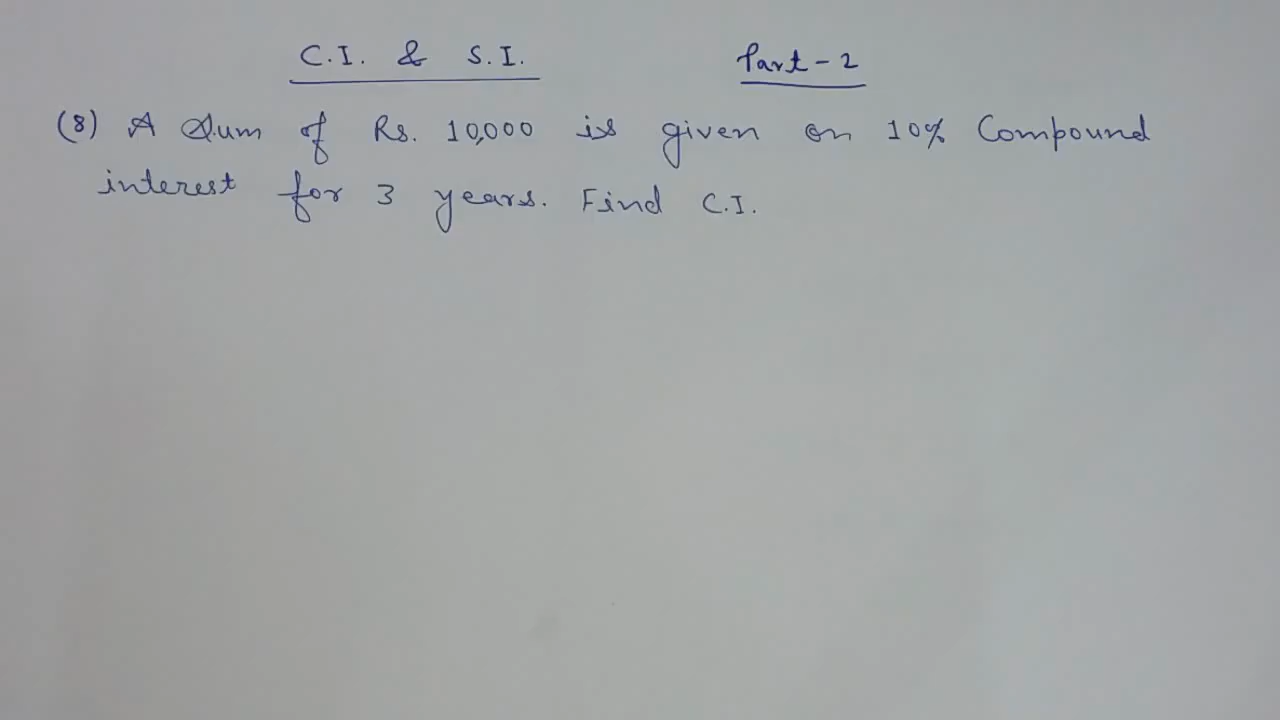 C.I. & S.I. Part-2
(8) A Sum of Rs. 10,000 is given on 10% Compound
interest for 3 years. Find C.I.